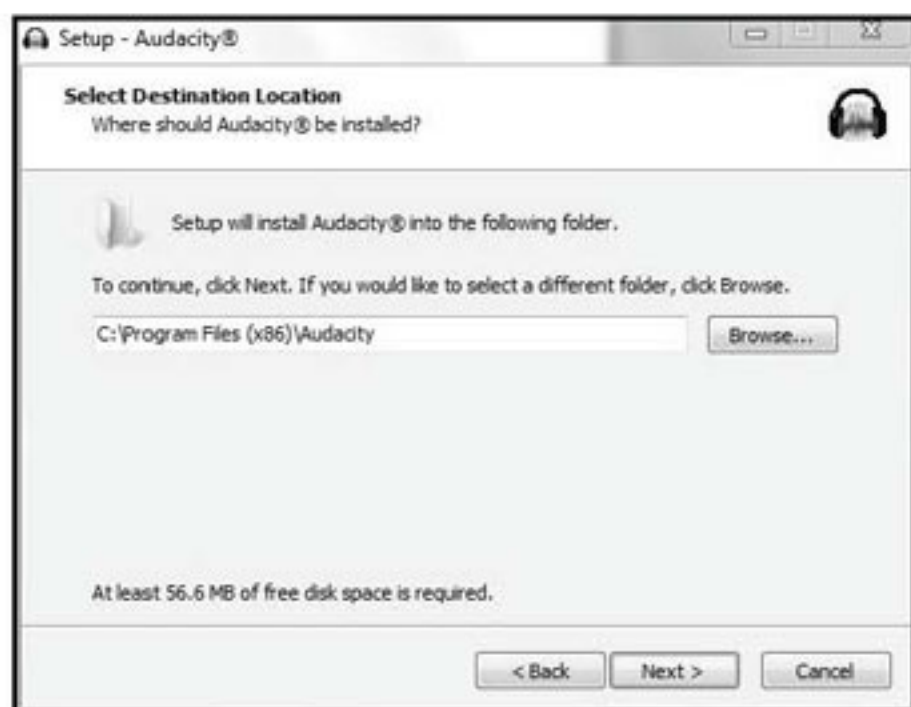 Setup - Audacity®
Select Destination Location
Where should Audacity® be installed?
Setup will install Audacity® into the following folder.
To continue, click Next. If you would like to select a different folder, click Browse.
C:\Program Files (x86)\Audacity
Browse...
At least 56.6 MB of free disk space is required.
< Back
Next >
Cancel